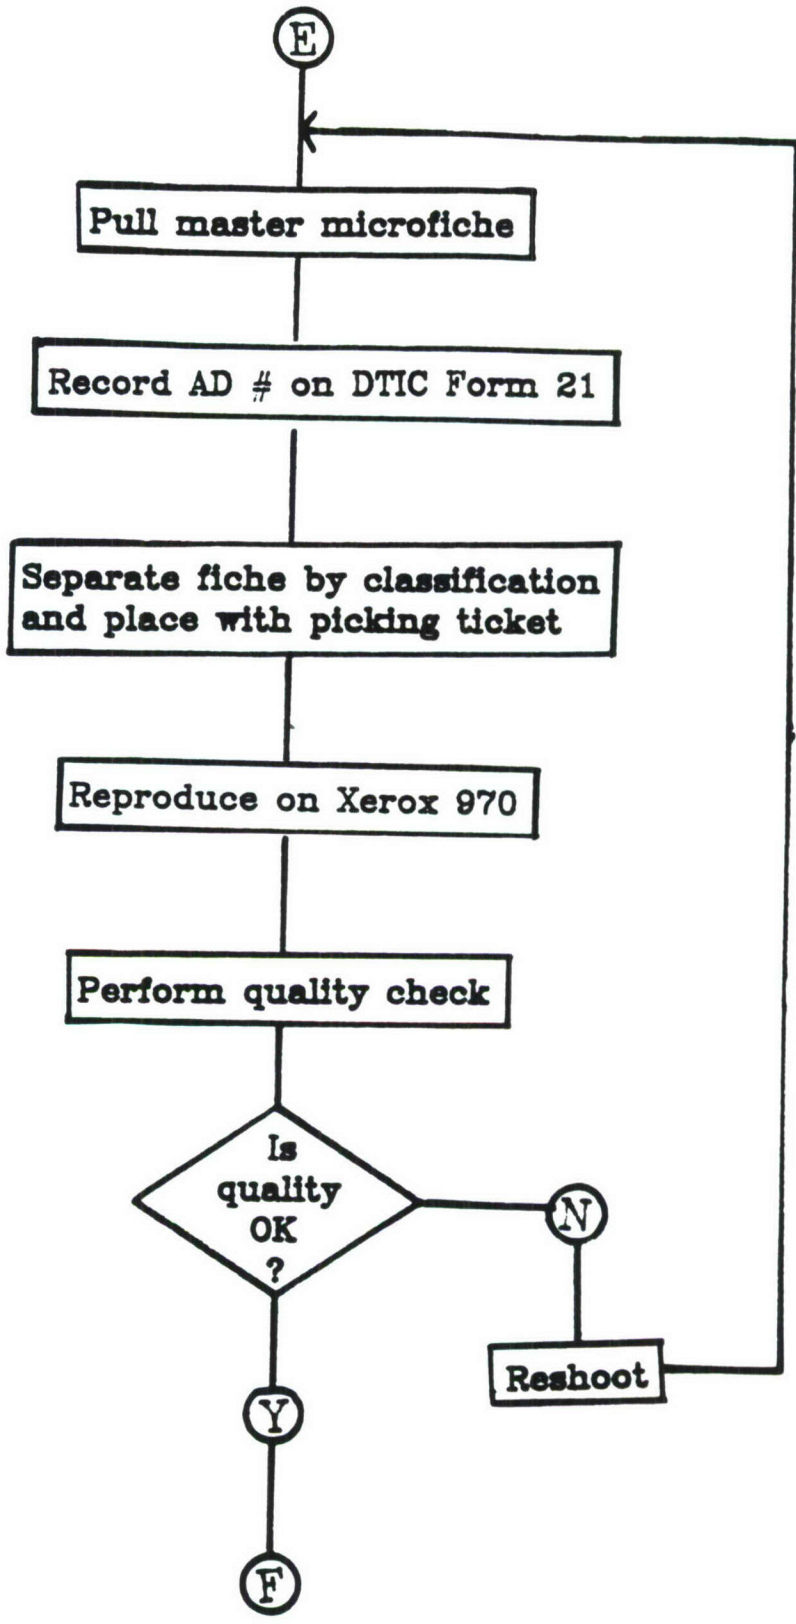 E
Pull master microfiche
Record AD # on DTIC Form 21
Separate fiche by classification
and place with picking ticket
Reproduce on Xerox 970
Perform quality check
Is
quality
OK
?
N
Reshoot
Y
F